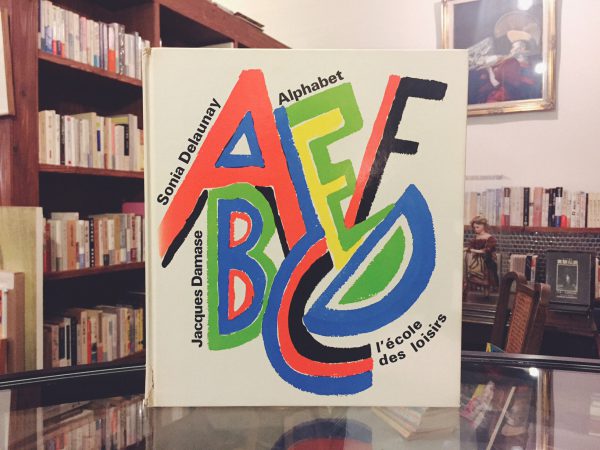 Sonia Delaunay
Alphabet
Jacques Damase
A E F
B C D
l'école
des loisirs